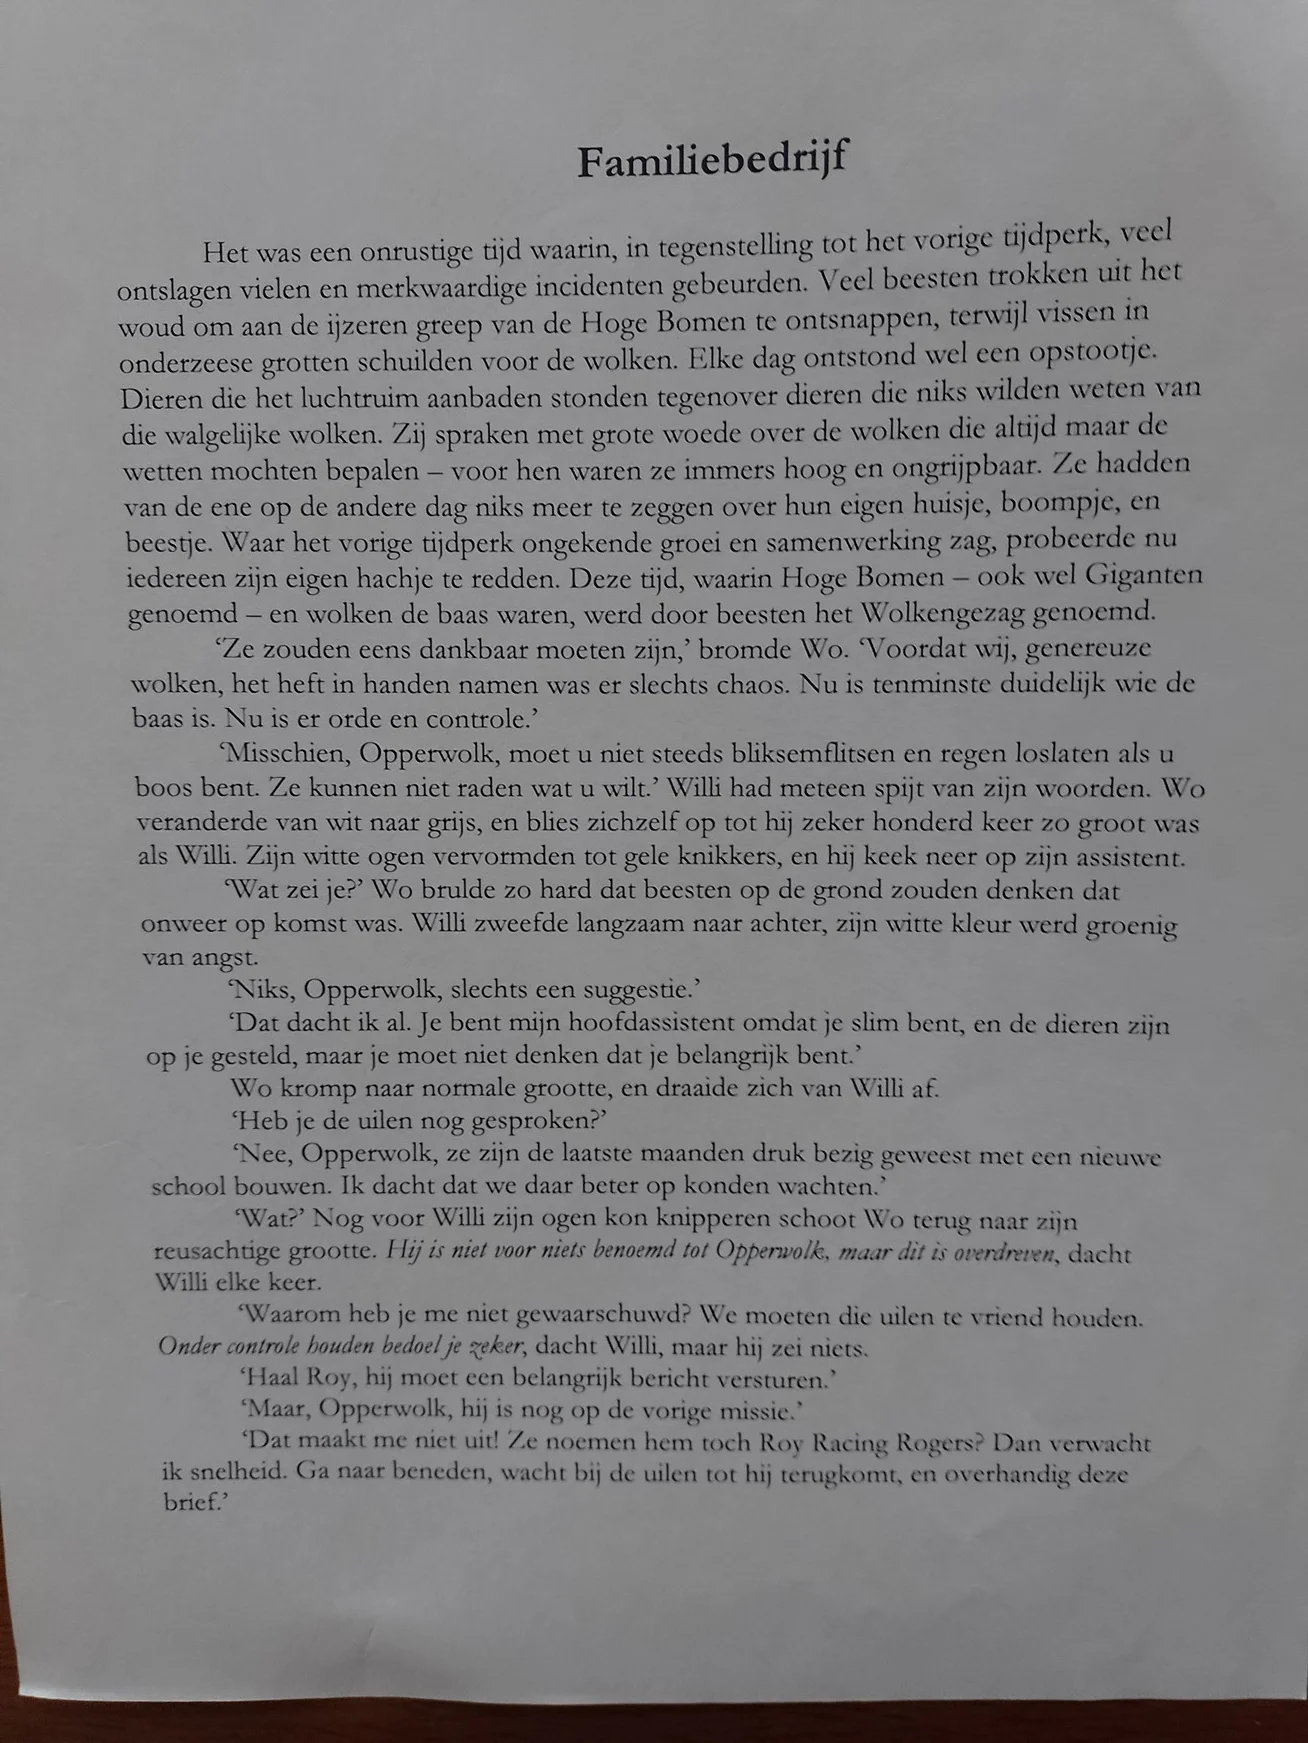 Familiebedrijf
Het was een onrustige tijd waarin, in tegenstelling tot het vorige tijdperk, veel
ontslagen vielen en merkwaardige incidenten gebeurden. Veel beesten trokken uit het
woud om aan de ijzeren greep van de Hoge Bomen te ontsnappen, terwijl vissen in
onderzeese grotten schuilden voor de wolken. Elke dag ontstond wel een opstootje.
Dieren die het luchtruim aanbaden stonden tegenover dieren die niks wilden weten van
die walgelijke wolken. Zij spraken met grote woede over de wolken die altijd maar de
wetten mochten bepalen – voor hen waren ze immers hoog en ongrijpbaar. Ze hadden
van de ene op de andere dag niks meer te zeggen over hun eigen huisje, boompje, en
beestje. Waar het vorige tijdperk ongekende groei en samenwerking zag, probeerde nu
iedereen zijn eigen hachje te redden. Deze tijd, waarin Hoge Bomen – ook wel Giganten
genoemd – en wolken de baas waren, werd door beesten het Wolkengezag genoemd.
‘Ze zouden eens dankbaar moeten zijn,’ bromde Wo. ‘Voordat wij, genereuze
wolken, het heft in handen namen was er slechts chaos. Nu is tenminste duidelijk wie de
baas is. Nu is er orde en controle.’
‘Misschien, Opperwolk, moet u niet steeds bliksemflitsen en regen loslaten als u
boos bent. Ze kunnen niet raden wat u wilt.’ Willi had meteen spijt van zijn woorden. Wo
veranderde van wit naar grijs, en blies zichzelf op tot hij zeker honderd keer zo groot was
als Willi. Zijn witte ogen vervormden tot gele knikkers, en hij keek neer op zijn assistent.
‘Wat zei je?’ Wo brulde zo hard dat beesten op de grond zouden denken dat
onweer op komst was. Willi zweefde langzaam naar achter, zijn witte kleur werd groenig
van angst.
‘Niks, Opperwolk, slechts een suggestie.’
‘Dat dacht ik al. Je bent mijn hoofdassistent omdat je slim bent, en de dieren zijn
op je gesteld, maar je moet niet denken dat je belangrijk bent.’
Wo kromp naar normale grootte, en draaide zich van Willi af.
‘Heb je de uilen nog gesproken?’
‘Nee, Opperwolk, ze zijn de laatste maanden druk bezig geweest met een nieuwe
school bouwen. Ik dacht dat we daar beter op konden wachten.’
‘Wat?’ Nog voor Willi zijn ogen kon knipperen schoot Wo terug naar zijn
reusachtige grootte. Hij is niet voor niets benoemd tot Opperwolk, maar dit is overdreven, dacht
Willi elke keer.
‘Waarom heb je me niet gewaarschuwd? We moeten die uilen te vriend houden.
Onder controle houden bedoel je zeker, dacht Willi, maar hij zei niets.
‘Haal Roy, hij moet een belangrijk bericht versturen.’
‘Maar, Opperwolk, hij is nog op de vorige missie.’
‘Dat maakt me niet uit! Ze noemen hem toch Roy Racing Rogers? Dan verwacht
ik snelheid. Ga naar beneden, wacht bij de uilen tot hij terugkomt, en overhandig deze
brief.’